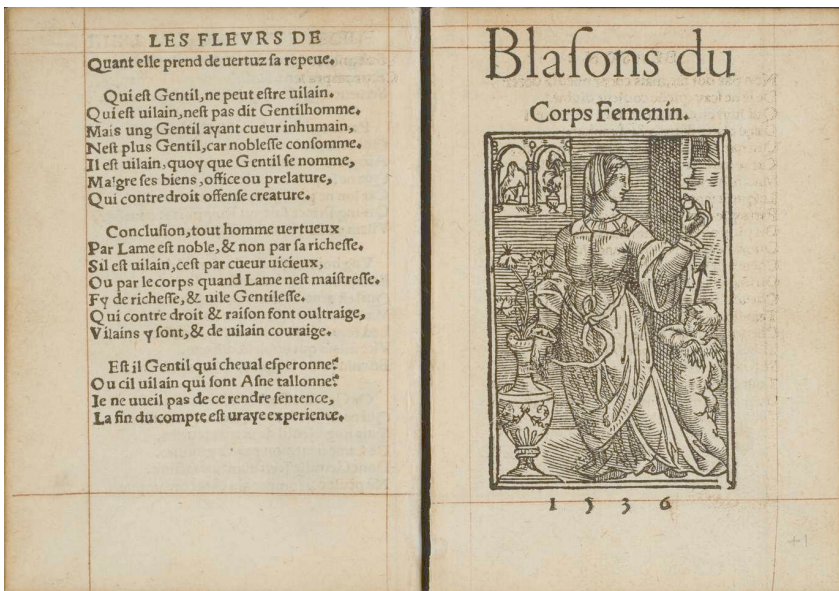 LES FLEVRS DE
Quant elle prend de uertuz sa repeue.
Qui est Gentil, ne peut estre uilain.
Qui est uilain, nest pas dit Gentilhomme.
Mais ung Gentil ayant cueur inhumain,
Nest plus Gentil, car noblesse consomme.
Il est uilain, quoy que Gentil se nomme,
Malgre ses biens, office ou prelature,
Qui contre droit offense creature.
Conclusion, tout homme uertueux
Par Lame est noble, & non par sa richesse.
Sil est uilain, cest par cueur uicieux,
Ou par le corps quand Lame nest maistresse.
Fy de richesse, & uile Gentilesse.
Qui contre droit & raison font oultraige,
Vilains y sont, & de uilain couraige.
Est il Gentil qui cheual esperonne?
Ou cil uilain qui sont Asne tallonne?
Ie ne uueil pas de ce rendre sentence,
La fin du compte est uraye experience.
Blasons du
Corps Femenin.
1536
+1